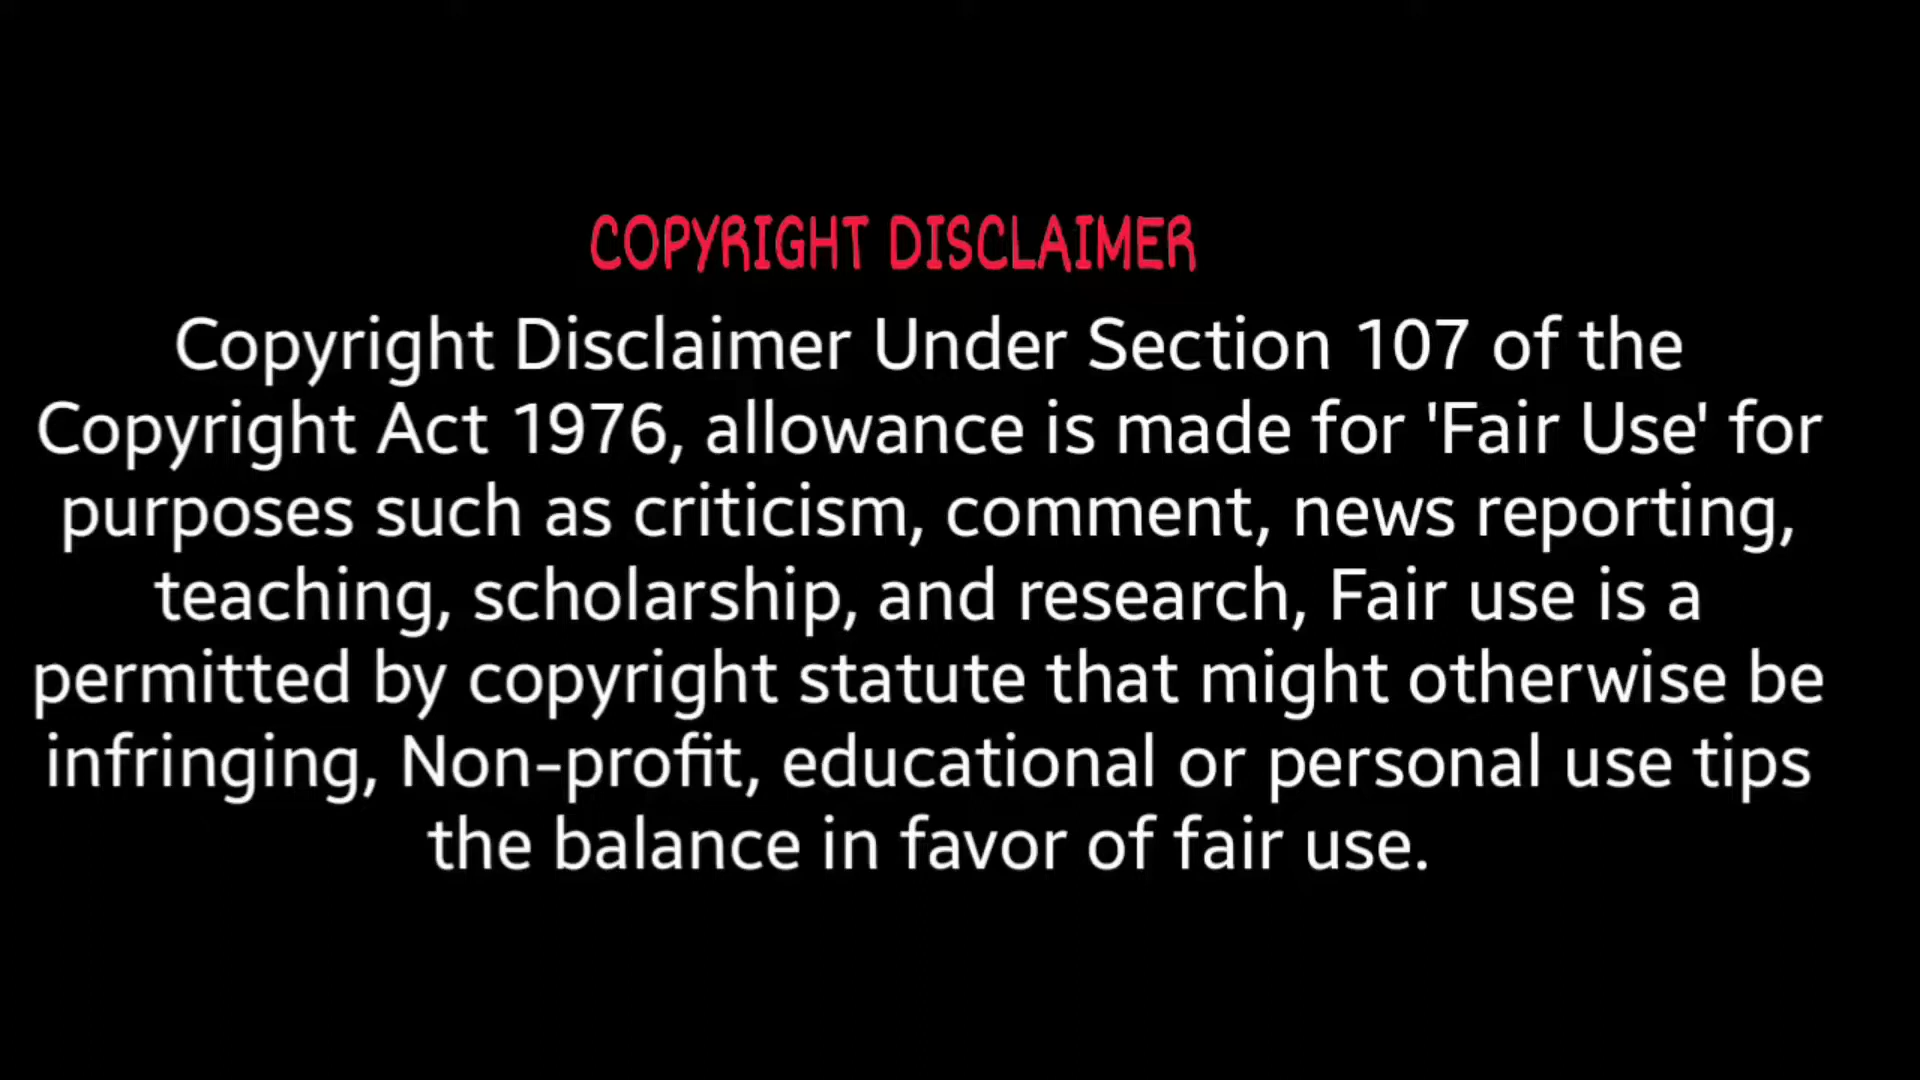 COPYRIGHT DISCLAIMER
Copyright Disclaimer Under Section 107 of the
Copyright Act 1976, allowance is made for 'Fair Use' for
purposes such as criticism, comment, news reporting,
teaching, scholarship, and research, Fair use is a
permitted by copyright statute that might otherwise be
infringing, Non-profit, educational or personal use tips
the balance in favor of fair use.